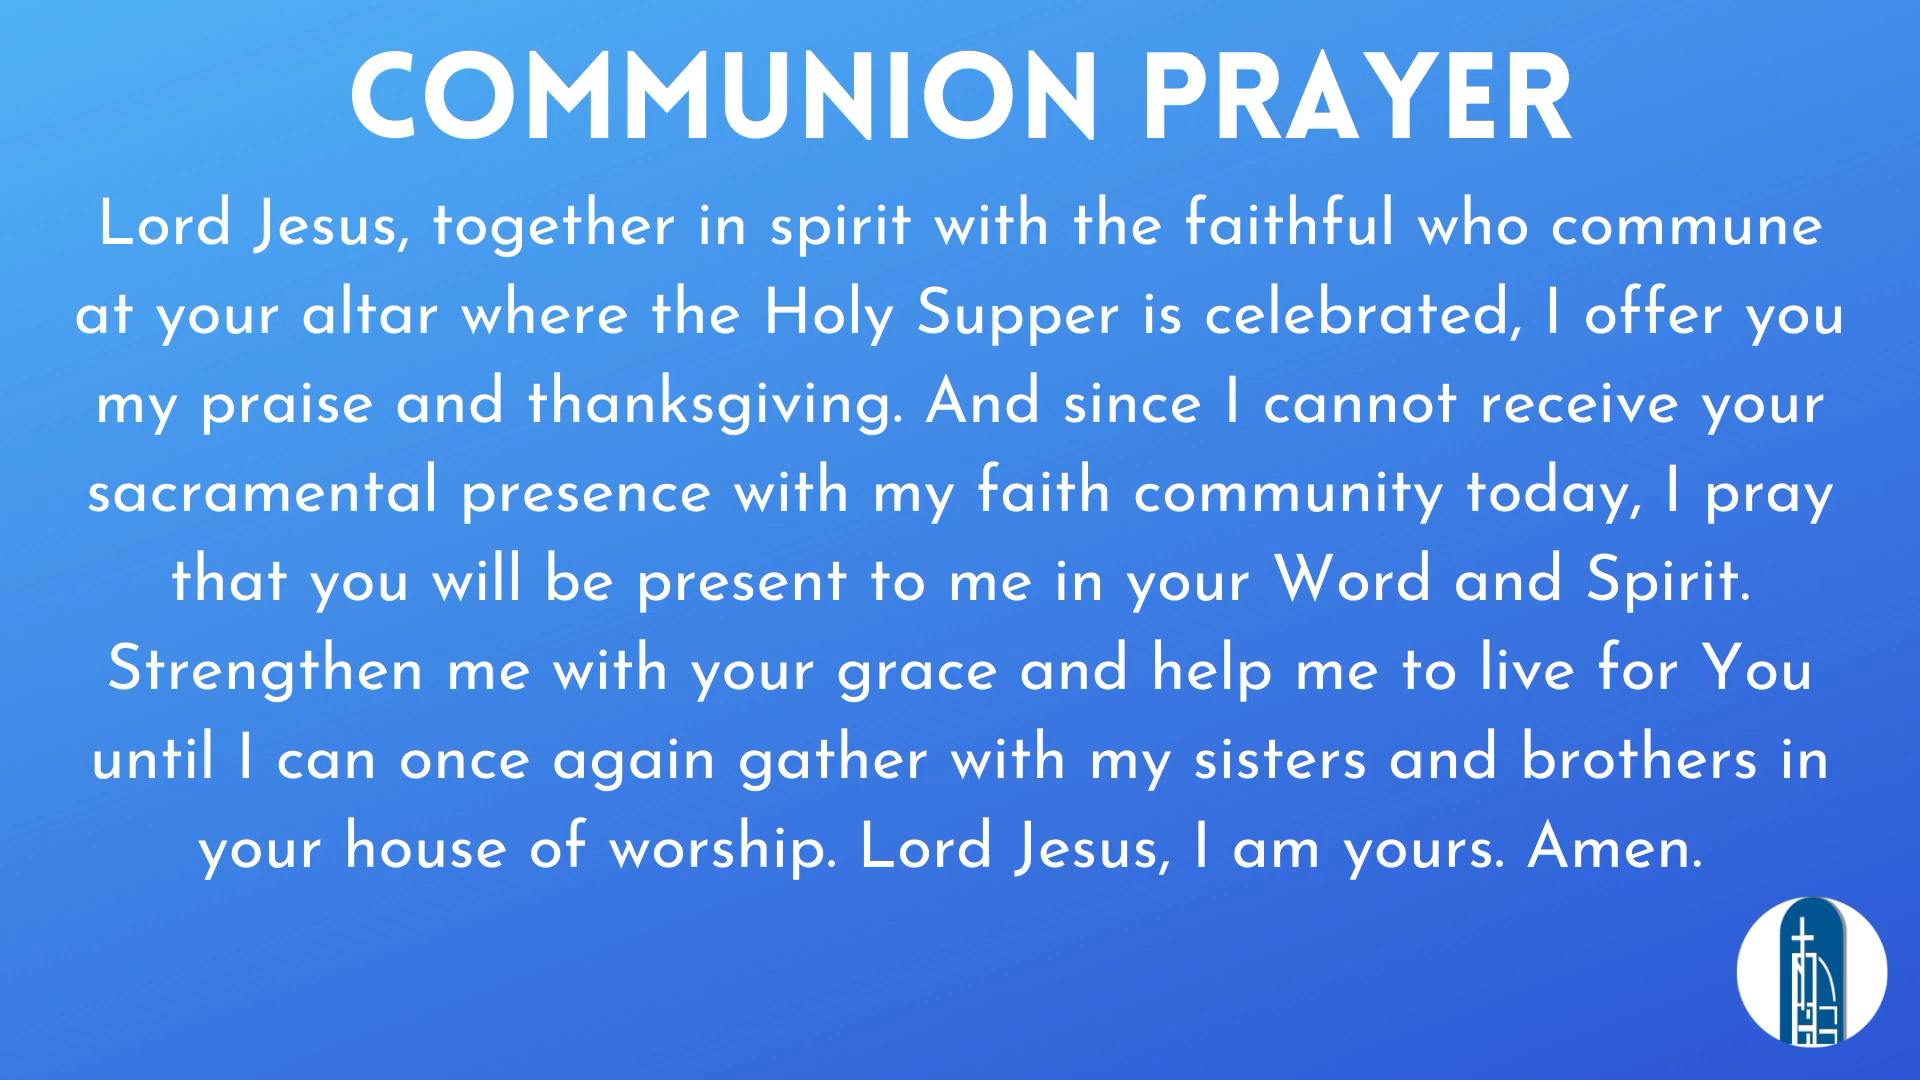 COMMUNION PRAYER
Lord Jesus, together in spirit with the faithful who commune
at your altar where the Holy Supper is celebrated, I offer you
my praise and thanksgiving. And since I cannot receive your
sacramental presence with my faith community today, I pray
that you will be present to me in your Word and Spirit.
Strengthen me with your grace and help me to live for You
until I can once again gather with my sisters and brothers in
your house of worship. Lord Jesus, I am yours. Amen.